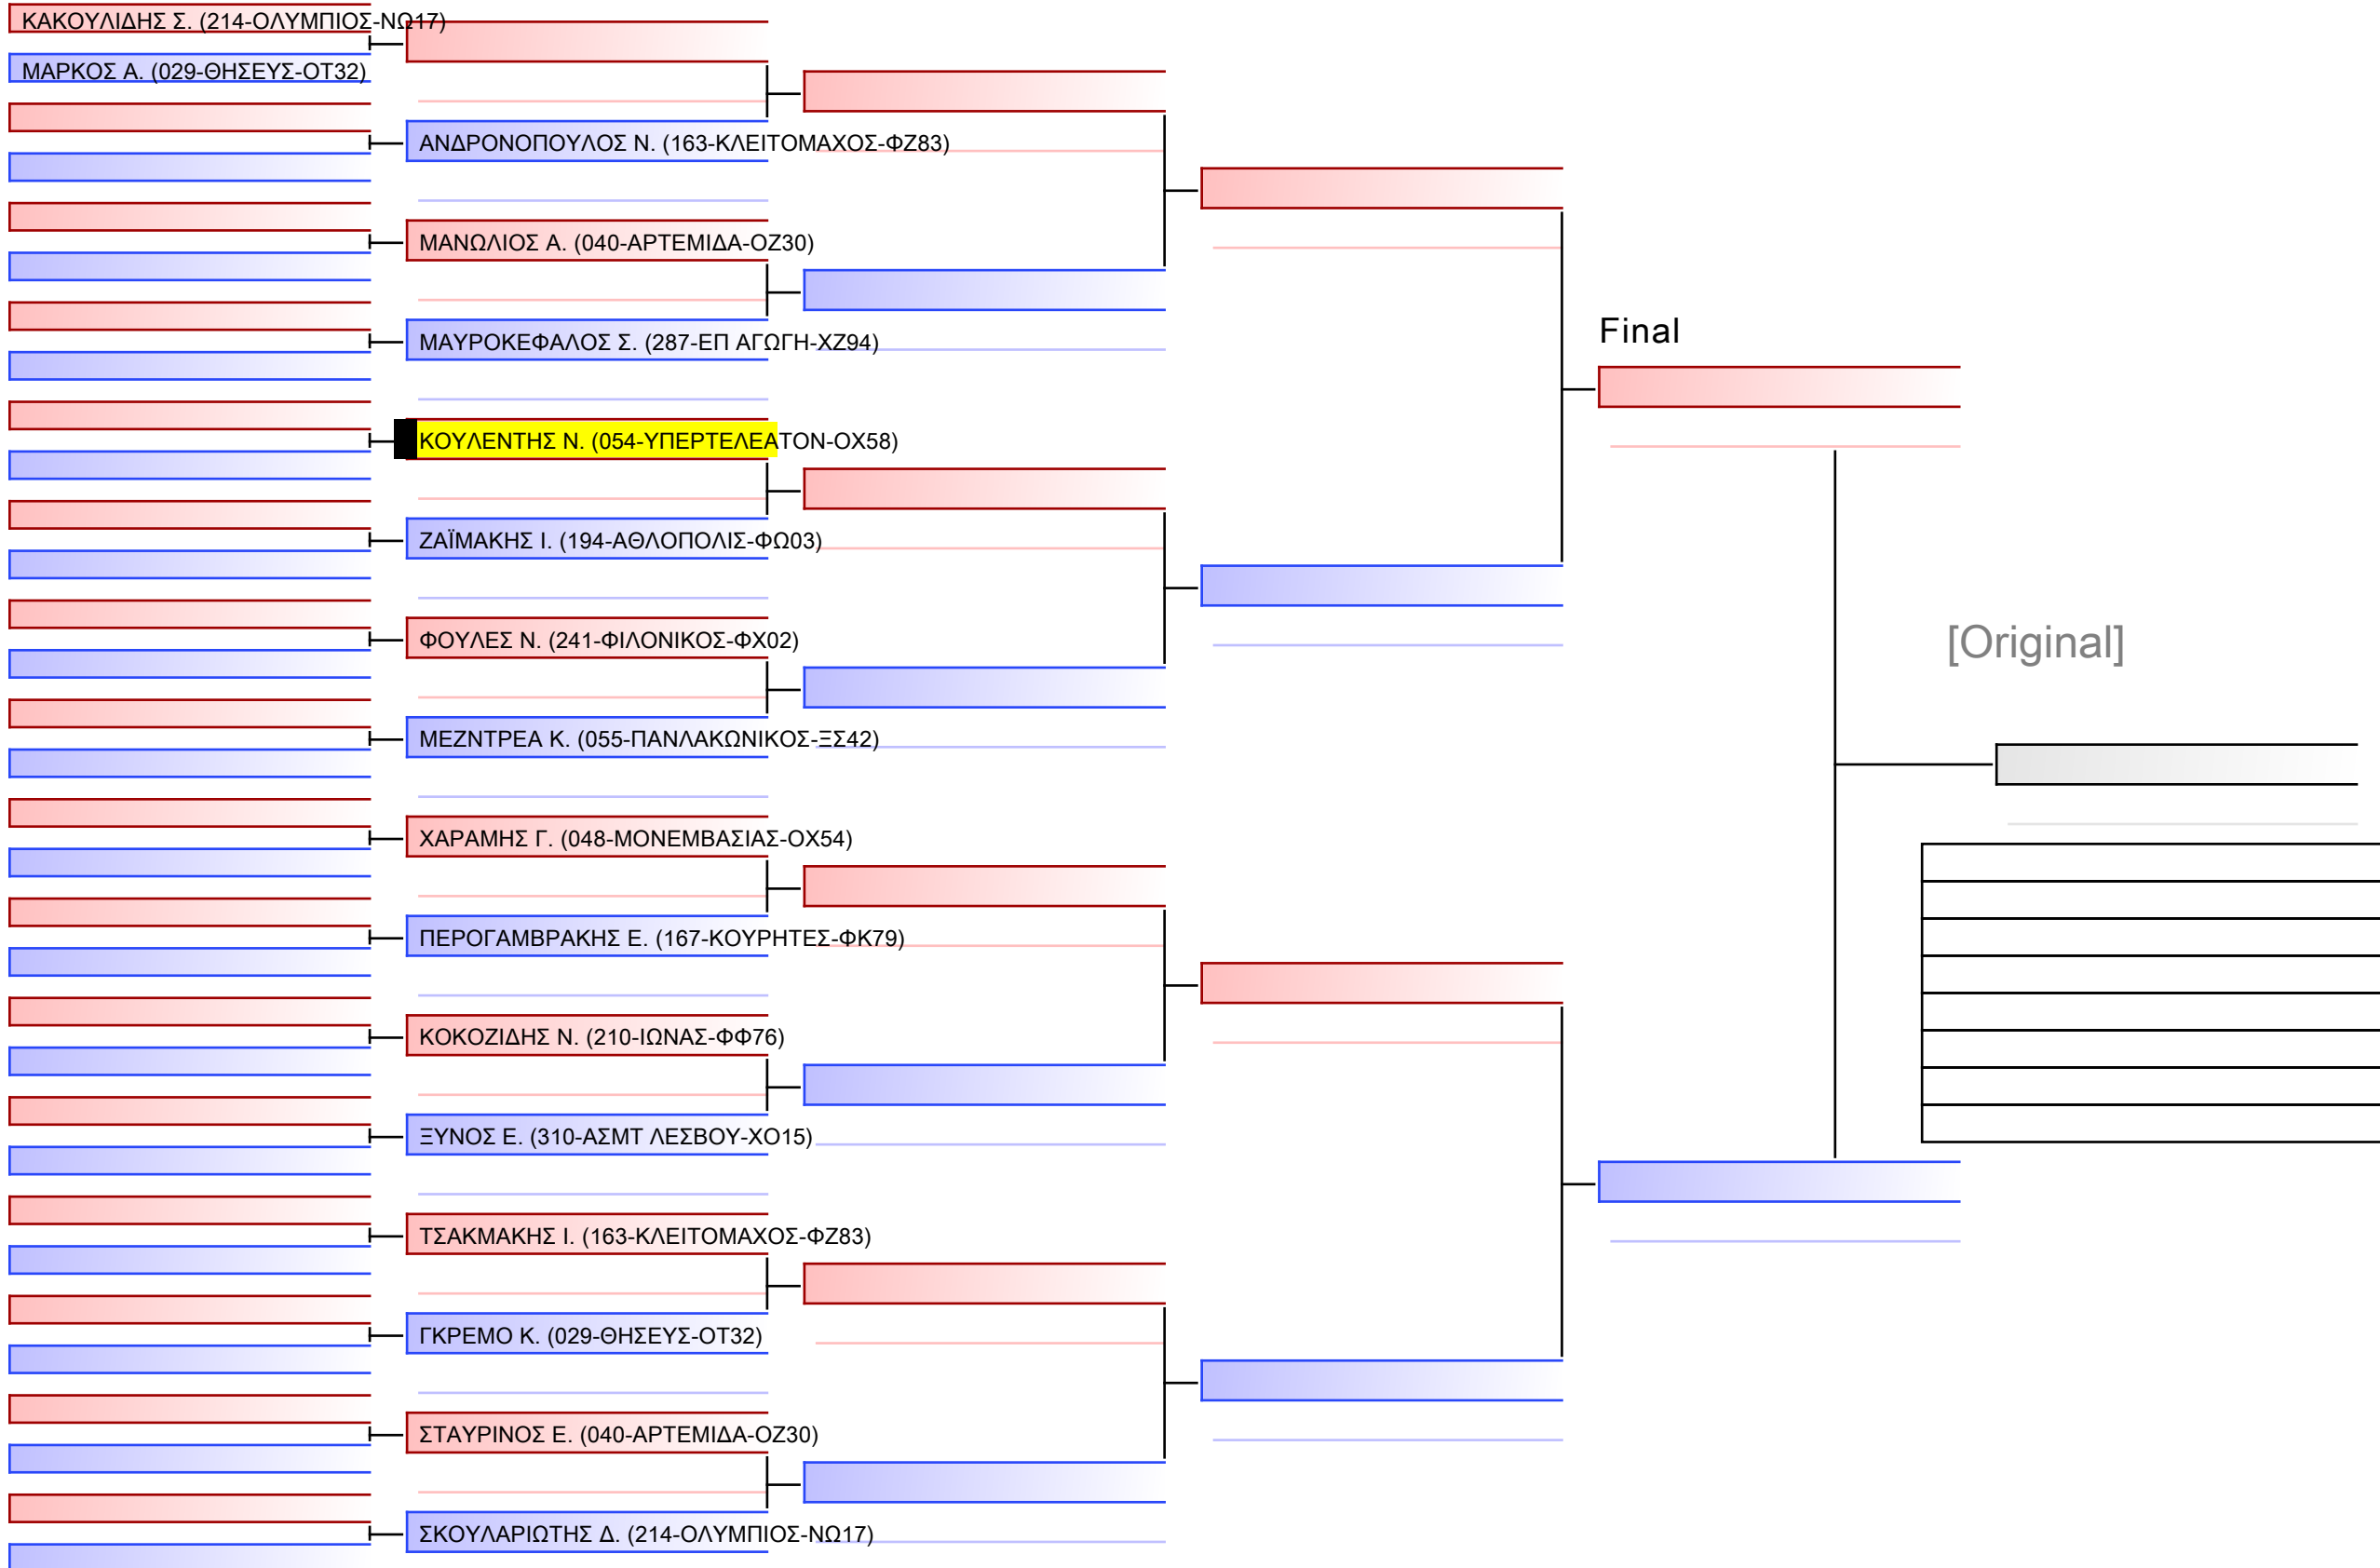 ΚΑΚΟΥΛΙΔΗΣ Σ. (214-ΟΛΥΜΠΙΟΣ-ΝΩ17)
ΜΑΡΚΟΣ Α. (029-ΘΗΣΕΥΣ-ΟΤ32)
ΑΝΔΡΟΝΟΠΟΥΛΟΣ Ν. (163-ΚΛΕΙΤΟΜΑΧΟΣ-ΦΖ83)
ΜΑΝΩΛΙΟΣ Α. (040-ΑΡΤΕΜΙΔΑ-ΟΖ30)
ΜΑΥΡΟΚΕΦΑΛΟΣ Σ. (287-ΕΠ ΑΓΩΓΗ-ΧΖ94)
ΚΟΥΛΕΝΤΗΣ Ν. (054-ΥΠΕΡΤΕΛΕΑΤΟΝ-ΟΧ58)
ΖΑΪΜΑΚΗΣ Ι. (194-ΑΘΛΟΠΟΛΙΣ-ΦΩ03)
ΦΟΥΛΕΣ Ν. (241-ΦΙΛΟΝΙΚΟΣ-ΦΧ02)
ΜΕΖΝΤΡΕΑ Κ. (055-ΠΑΝΛΑΚΩΝΙΚΟΣ-ΞΣ42)
ΧΑΡΑΜΗΣ Γ. (048-ΜΟΝΕΜΒΑΣΙΑΣ-ΟΧ54)
ΠΕΡΟΓΑΜΒΡΑΚΗΣ Ε. (167-ΚΟΥΡΗΤΕΣ-ΦΚ79)
ΚΟΚΟΖΙΔΗΣ Ν. (210-ΙΩΝΑΣ-ΦΦ76)
ΞΥΝΟΣ Ε. (310-ΑΣΜΤ ΛΕΣΒΟΥ-ΧΟ15)
ΤΣΑΚΜΑΚΗΣ Ι. (163-ΚΛΕΙΤΟΜΑΧΟΣ-ΦΖ83)
ΓΚΡΕΜΟ Κ. (029-ΘΗΣΕΥΣ-ΟΤ32)
ΣΤΑΥΡΙΝΟΣ Ε. (040-ΑΡΤΕΜΙΔΑ-ΟΖ30)
ΣΚΟΥΛΑΡΙΩΤΗΣ Δ. (214-ΟΛΥΜΠΙΟΣ-ΝΩ17)
Final
[Original]